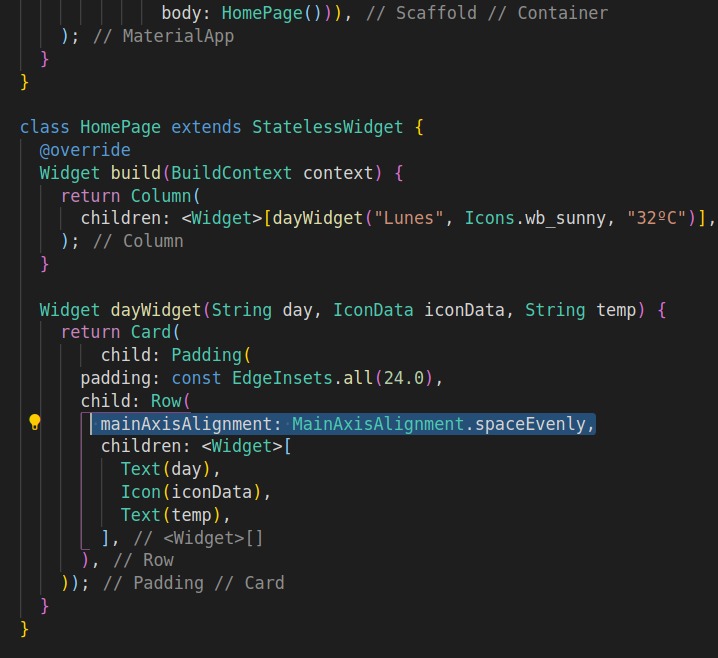 body: HomePage())), // Scaffold // Container
); // MaterialApp
}
}
class HomePage extends StatelessWidget {
@override
Widget build(BuildContext context) {
return Column(
children: <Widget>[dayWidget("Lunes", Icons.wb_sunny, "32ºC")],
); // Column
}
Widget dayWidget(String day, IconData iconData, String temp) {
return Card(
child: Padding(
padding: const EdgeInsets.all(24.0),
child: Row(
mainAxisAlignment: MainAxisAlignment.spaceEvenly,
children: <Widget>[
Text(day),
Icon(iconData),
Text(temp),
], // <Widget>[]
), // Row
)); // Padding // Card
}
}